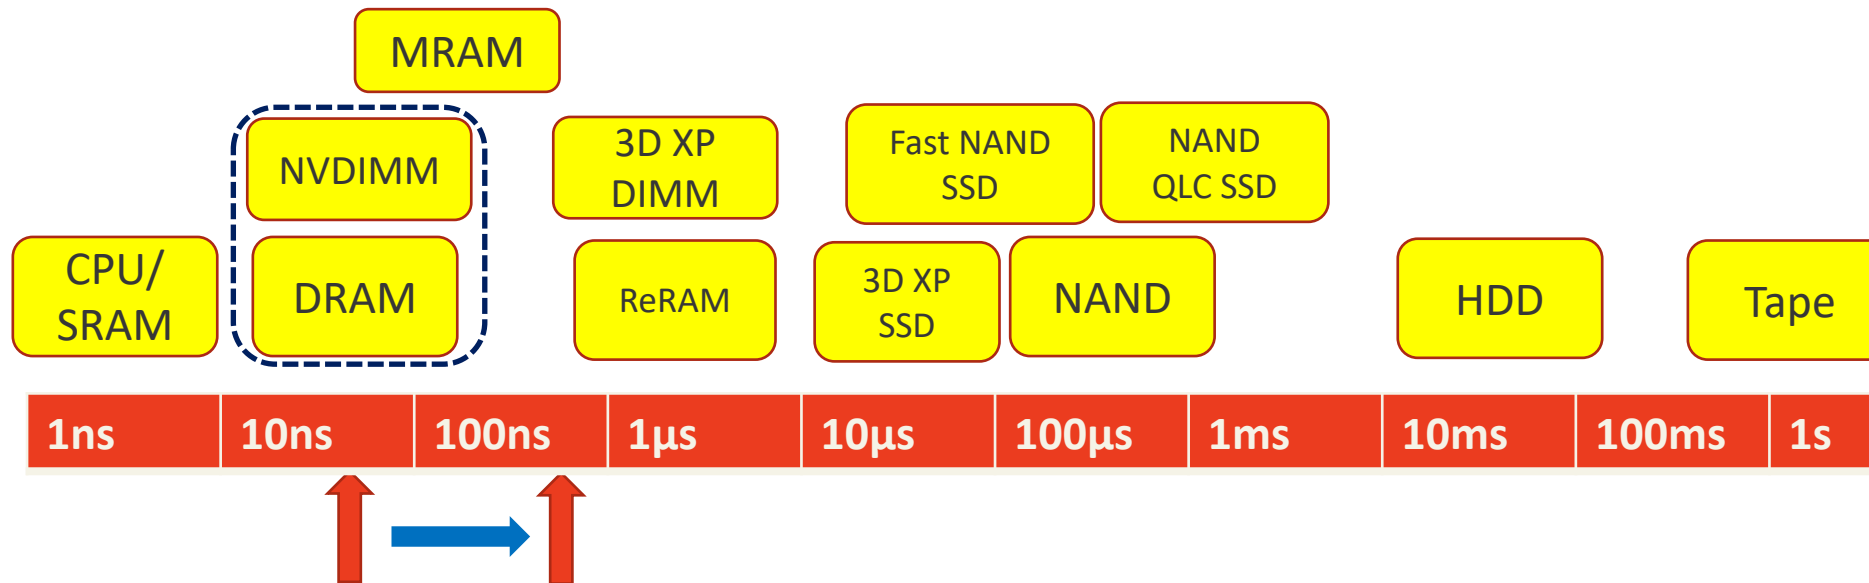 MRAM
NVDIMM
3D XP
DIMM
Fast NAND
SSD
NAND
QLC SSD
CPU/
SRAM
DRAM
ReRAM
3D XP
SSD
NAND
HDD
Tape
1ns
10ns
100ns
1µs
10µs
100µs
1ms
10ms
100ms
1s